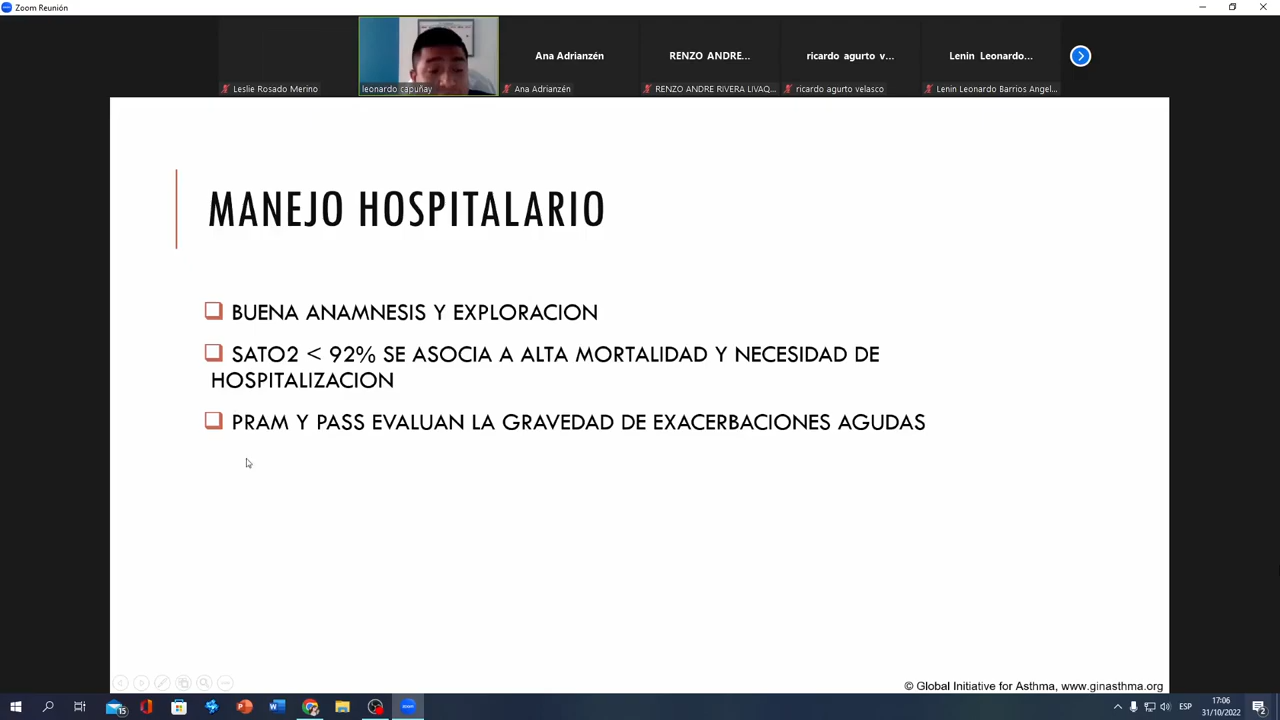 Zoom Reunión
Ana Adrianzén
RENZO ANDRE...
ricardo agurto v...
Lenin Leonardo...
Leslie Rosado Merino
leonardo capuñay
Ana Adrianzén
RENZO ANDRE RIVERA LIVAQ...
ricardo agurto velasco
Lenin Leonardo Barrios Angel...
MANEJO HOSPITALARIO
BUENA ANAMNESIS Y EXPLORACION
SATO2 < 92% SE ASOCIA A ALTA MORTALIDAD Y NECESIDAD DE
HOSPITALIZACION
PRAM Y PASS EVALUAN LA GRAVEDAD DE EXACERBACIONES AGUDAS
© Global Initiative for Asthma, www.ginasthma.org
15
zoom
ESP
17:06
31/10/2022
2